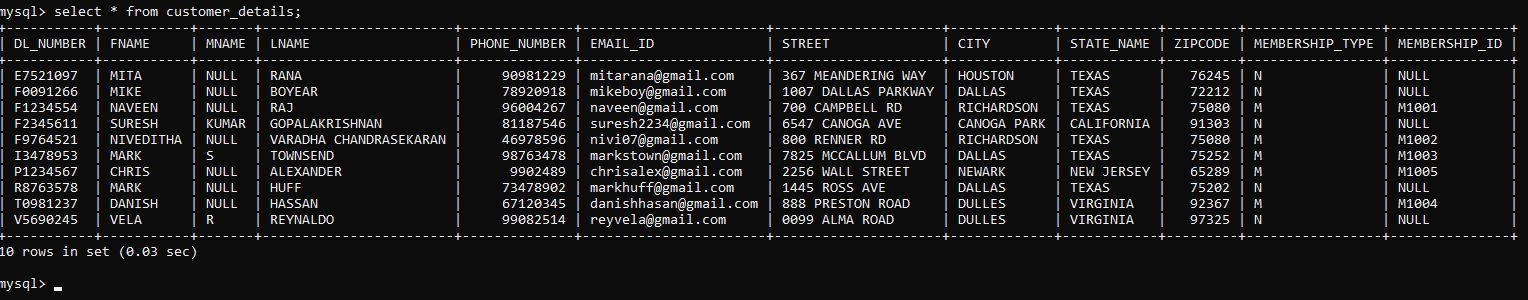 mysql> select * from customer_details;
+-----------+-----------+-------+------------------------+--------------+-----------------------+---------------------+-------------+------------+---------+-----------------+---------------+
| DL_NUMBER | FNAME     | MNAME | LNAME                  | PHONE_NUMBER | EMAIL_ID              | STREET              | CITY        | STATE_NAME | ZIPCODE | MEMBERSHIP_TYPE | MEMBERSHIP_ID |
+-----------+-----------+-------+------------------------+--------------+-----------------------+---------------------+-------------+------------+---------+-----------------+---------------+
| E7521097  | MITA      | NULL  | RANA                   |     90981229 | mitarana@gmail.com    | 367 MEANDERING WAY  | HOUSTON     | TEXAS      |   76245 | N               | NULL          |
| F0091266  | MIKE      | NULL  | BOYEAR                 |     78920918 | mikeboy@gmail.com     | 1007 DALLAS PARKWAY | DALLAS      | TEXAS      |   72212 | N               | NULL          |
| F1234554  | NAVEEN    | NULL  | RAJ                    |     96004267 | naveen@gmail.com      | 700 CAMPBELL RD     | RICHARDSON  | TEXAS      |   75080 | M               | M1001         |
| F2345611  | SURESH    | KUMAR | GOPALAKRISHNAN         |     81187546 | suresh2234@gmail.com  | 6547 CANOGA AVE     | CANOGA PARK | CALIFORNIA |   91303 | N               | NULL          |
| F9764521  | NIVEDITHA | NULL  | VARADHA CHANDRASEKARAN |     46978596 | nivi07@gmail.com      | 800 RENNER RD       | RICHARDSON  | TEXAS      |   75080 | M               | M1002         |
| I3478953  | MARK      | S     | TOWNSEND               |     98763478 | markstown@gmail.com   | 7825 MCCALLUM BLVD  | DALLAS      | TEXAS      |   75252 | M               | M1003         |
| P1234567  | CHRIS     | NULL  | ALEXANDER              |      9902489 | chrisalex@gmail.com   | 2256 WALL STREET    | NEWARK      | NEW JERSEY |   65289 | M               | M1005         |
| R8763578  | MARK      | NULL  | HUFF                   |     73478902 | markhuff@gmail.com    | 1445 ROSS AVE       | DALLAS      | TEXAS      |   75202 | N               | NULL          |
| T0981237  | DANISH    | NULL  | HASSAN                 |     67120345 | danishhasan@gmail.com | 888 PRESTON ROAD    | DULLES      | VIRGINIA   |   92367 | M               | M1004         |
| V5690245  | VELA      | R     | REYNALDO               |     99082514 | reyvela@gmail.com     | 0099 ALMA ROAD      | DULLES      | VIRGINIA   |   97325 | N               | NULL          |
+-----------+-----------+-------+------------------------+--------------+-----------------------+---------------------+-------------+------------+---------+-----------------+---------------+
10 rows in set (0.03 sec)
mysql>